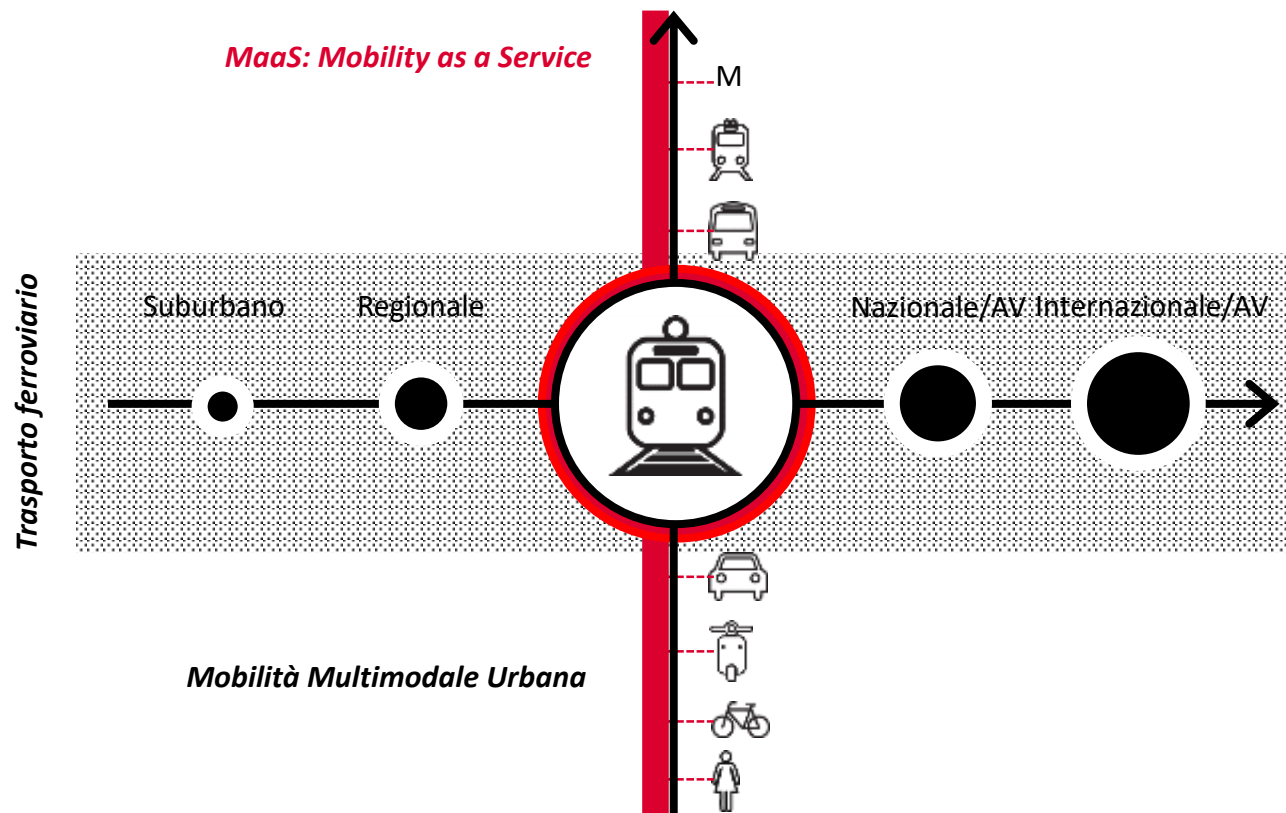 MaaS: Mobility as a Service
M
Trasporto ferroviario
Suburbano
Regionale
Nazionale/AV
Internazionale/AV
Mobilità Multimodale Urbana